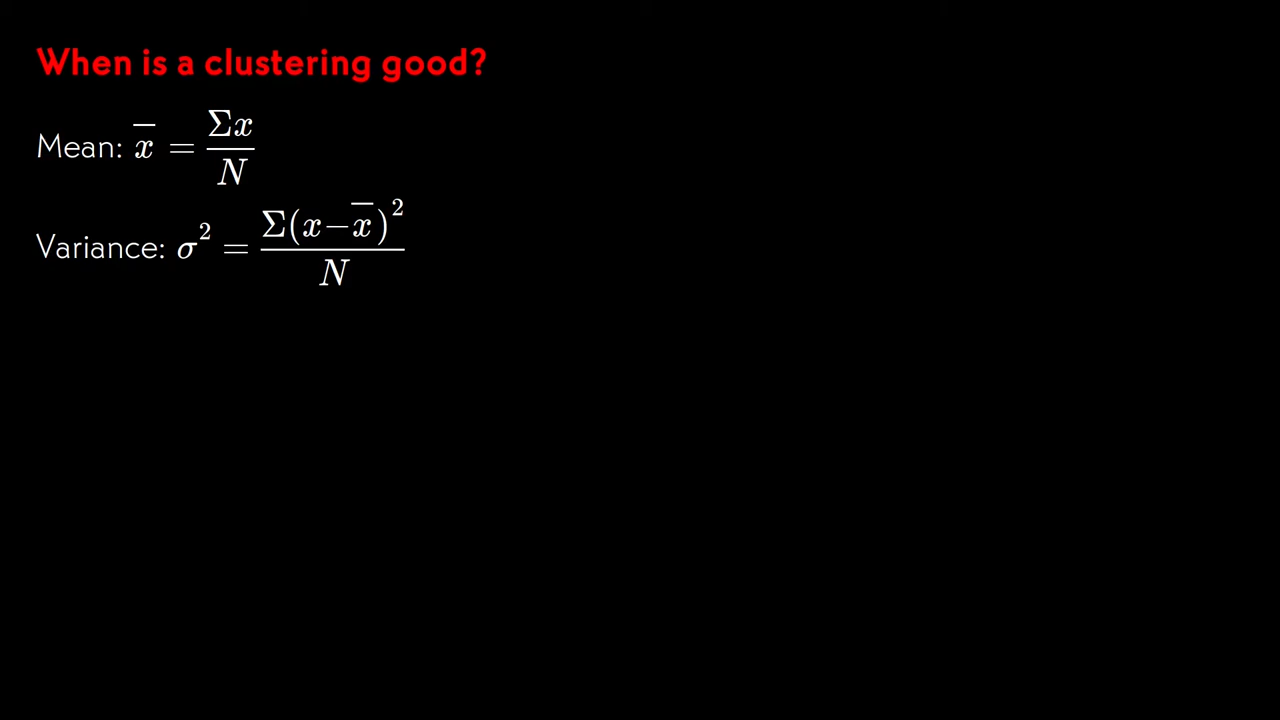 When is a clustering good?
Mean: x̅ = Σx / N
Variance: σ² = Σ(x−x̅)² / N